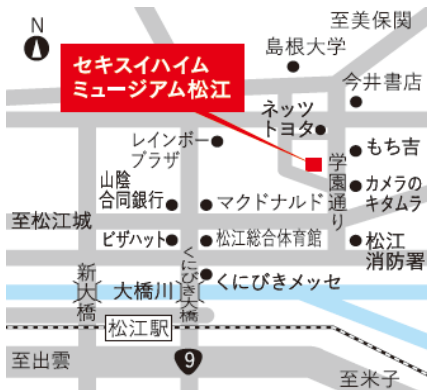 N
至美保関
島根大学
セキスイハイム
ミュージアム松江
今井書店
ネッツ
トヨタ
レインボー
プラザ
もち吉
学園通り
山陰
合同銀行
マクドナルド
カメラの
キタムラ
至松江城
ピザハット
松江総合体育館
松江
消防署
くにびき大橋
くにびきメッセ
新大橋
大橋川
松江駅
至出雲
9
至米子